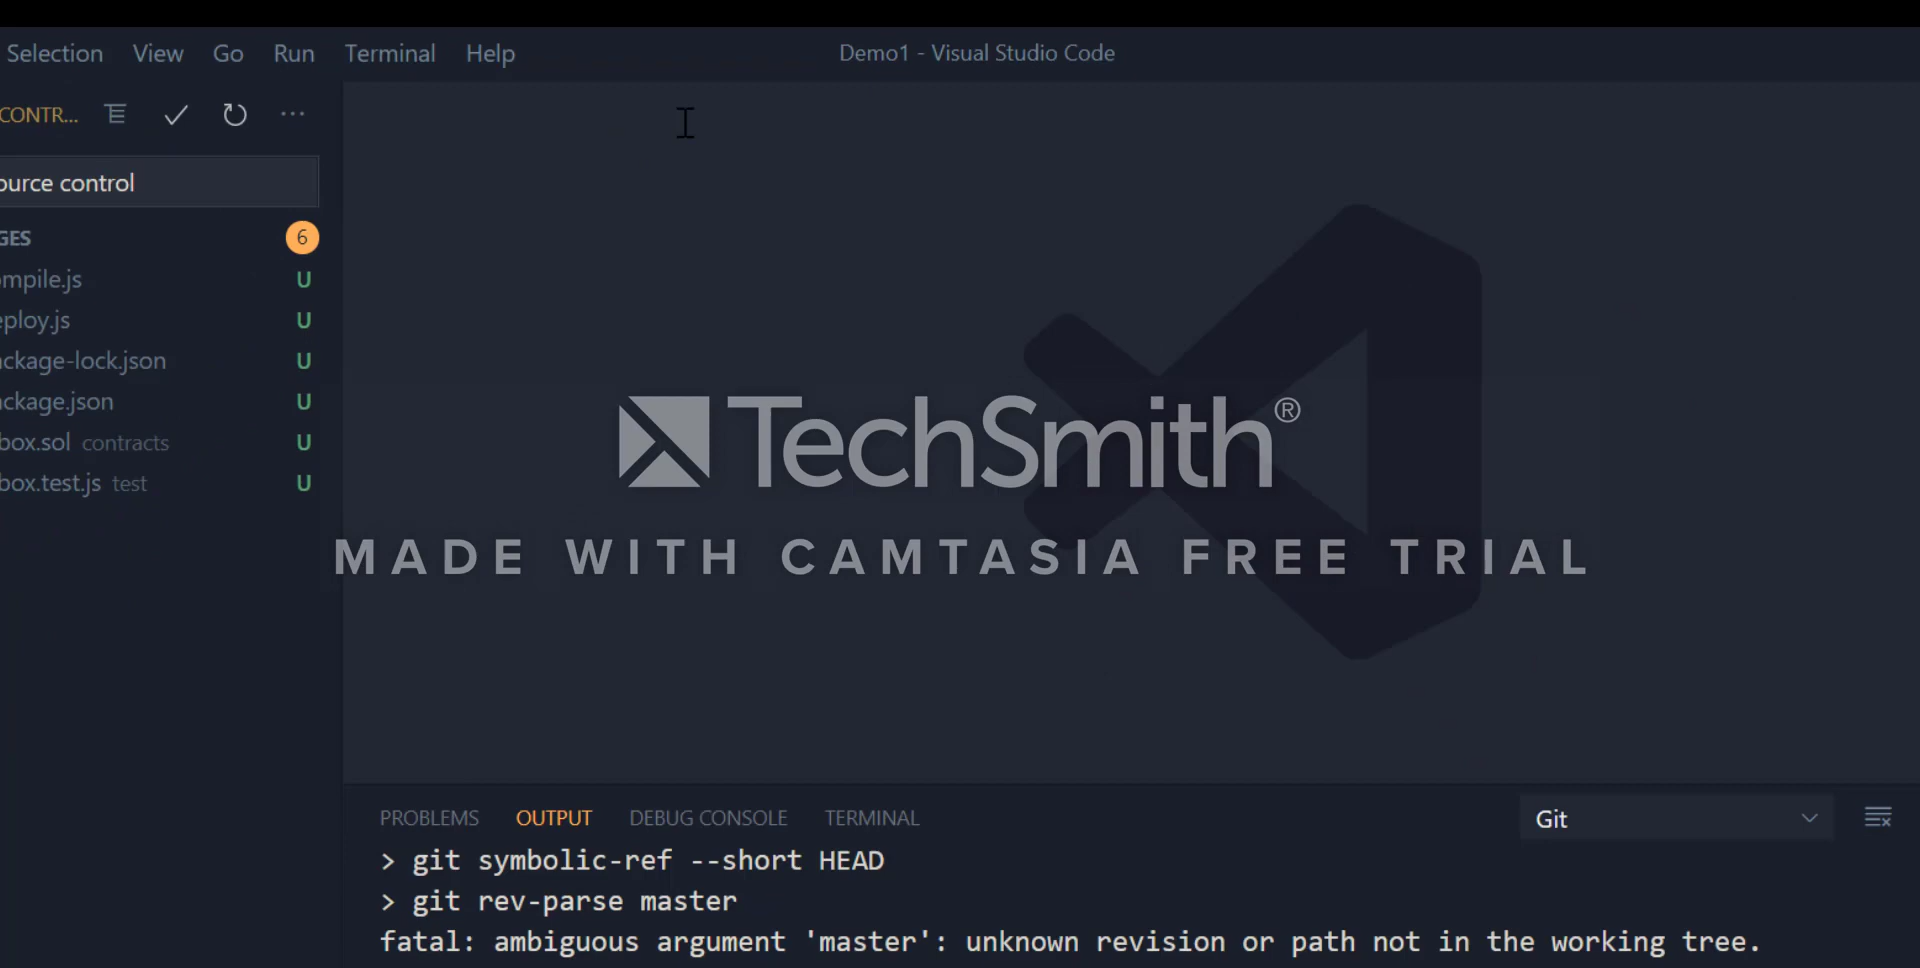 Selection View Go Run Terminal Help Demo1 - Visual Studio Code
CONTR... ...
ource control
GES 6
mpile.js U
eploy.js U
ackage-lock.json U
ackage.json U
box.sol contracts U
box.test.js test U
TechSmith®
MADE WITH CAMTASIA FREE TRIAL
PROBLEMS OUTPUT DEBUG CONSOLE TERMINAL Git
> git symbolic-ref --short HEAD
> git rev-parse master
fatal: ambiguous argument 'master': unknown revision or path not in the working tree.